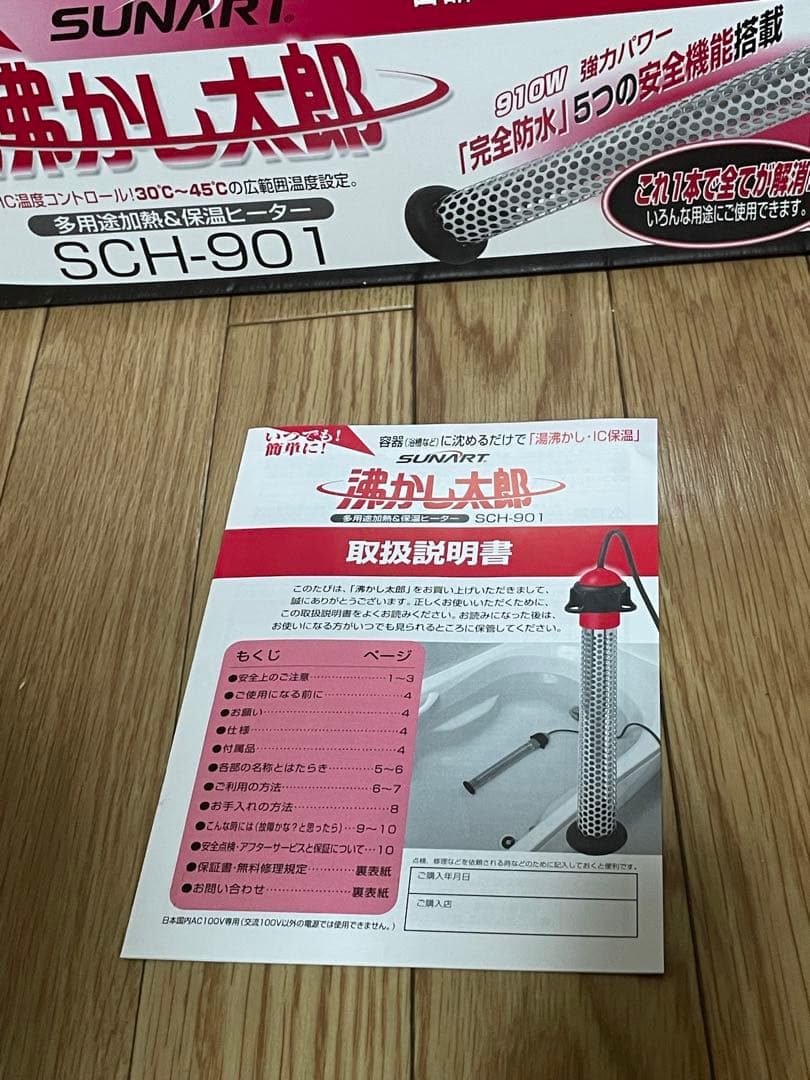 SUNART®
沸かし太郎
910W 強力パワー
「完全防水」5つの安全機能搭載
IC温度コントロール!30℃〜45℃の広範囲温度設定。
多用途加熱&保温ヒーター
SCH-901
これ1本で全てが解消
いろんな用途にご使用できます。
いつでも!
簡単に!
容器(浴槽など)に沈めるだけで「湯沸かし・IC保温」
SUNART
沸かし太郎
多用途加熱&保温ヒーター SCH-901
取扱説明書
このたびは、「沸かし太郎」をお買い上げいただきまして、
誠にありがとうございます。正しくお使いいただくために、
この取扱説明書をよくお読みください。お読みになった後は、
お使いになる方がいつでも見られるところに保管してください。
もくじ ページ
●安全上のご注意…………………1〜3
●ご使用になる前に…………………4
●お願い…………………4
●仕様…………………4
●付属品…………………4
●各部の名称とはたらき…………5〜6
●ご利用の方法…………………6〜7
●お手入れの方法…………………8
●こんな時には(故障かな?と思ったら)…9〜10
●安全点検・アフターサービスと保証について…10
●保証書・無料修理規定…………裏表紙
●お問い合わせ…………………裏表紙
日本国内AC100V専用(交流100V以外の電源では使用できません。)
点検、修理などを依頼される時などのために記入しておくと便利です。
ご購入年月日
ご購入店